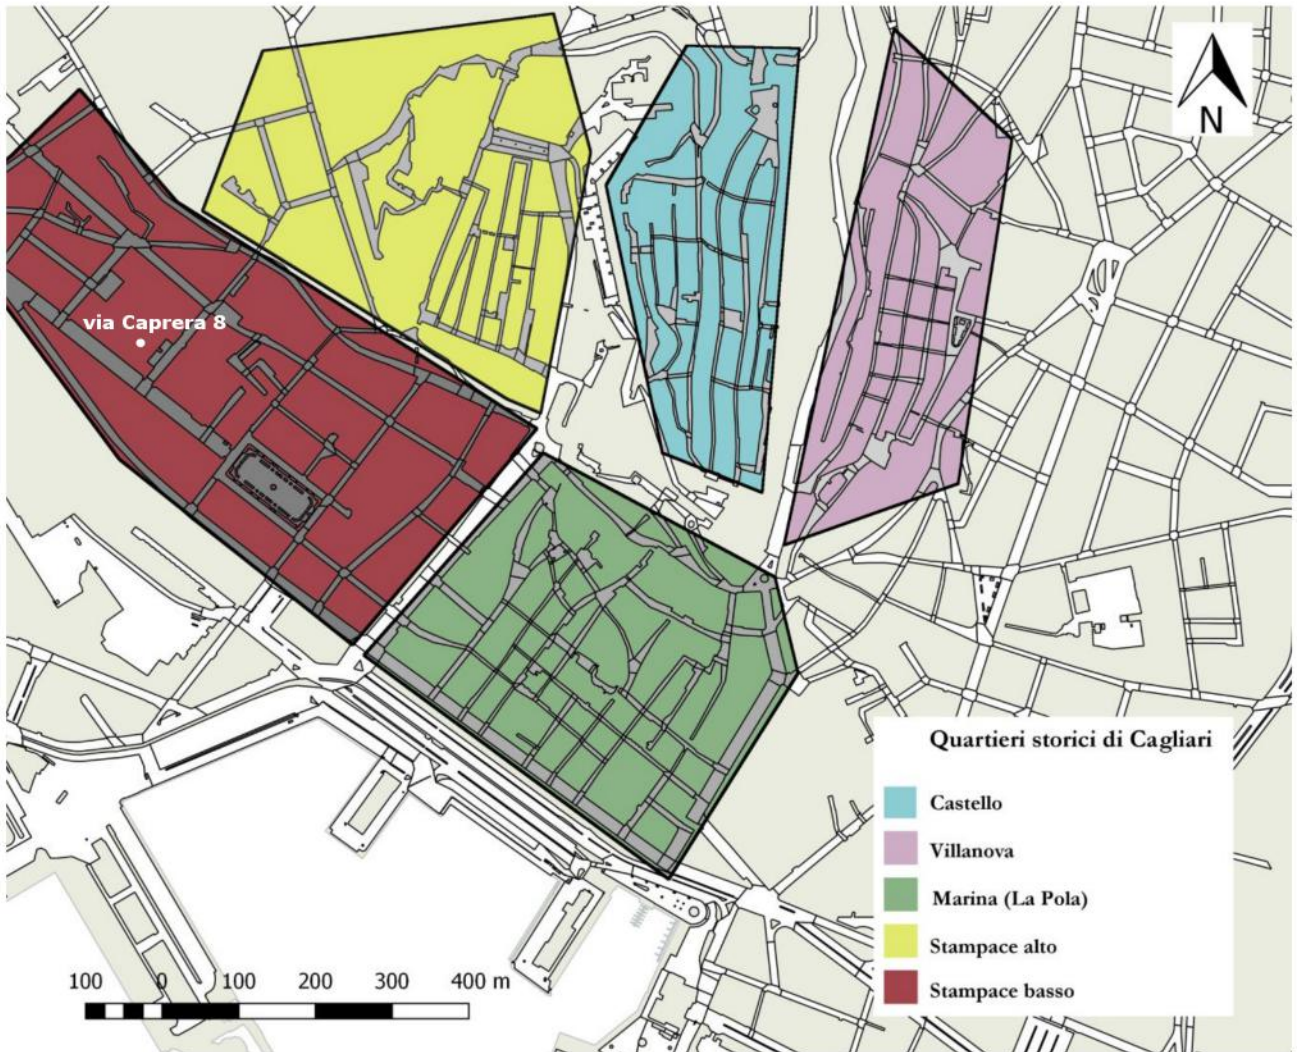 N
via Caprera 8
Quartieri storici di Cagliari
Castello
Villanova
Marina (La Pola)
Stampace alto
Stampace basso
100 0 100 200 300 400 m